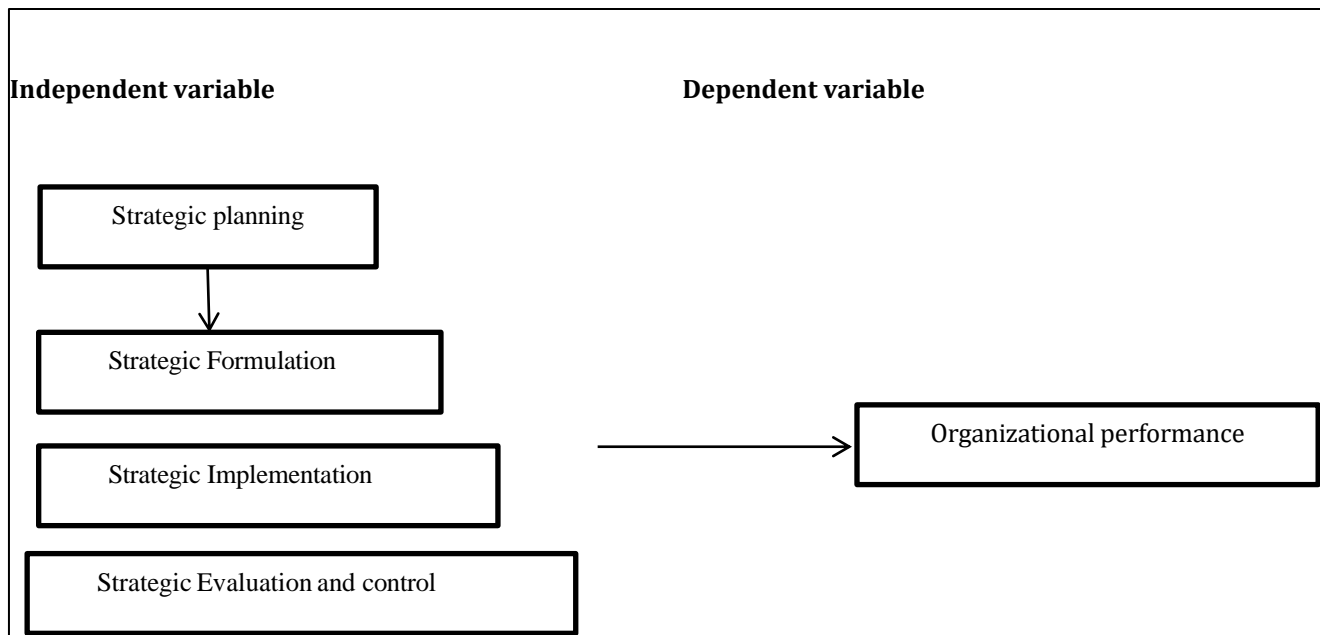 Independent variable
Dependent variable
Strategic planning
Strategic Formulation
Strategic Implementation
Organizational performance
Strategic Evaluation and control